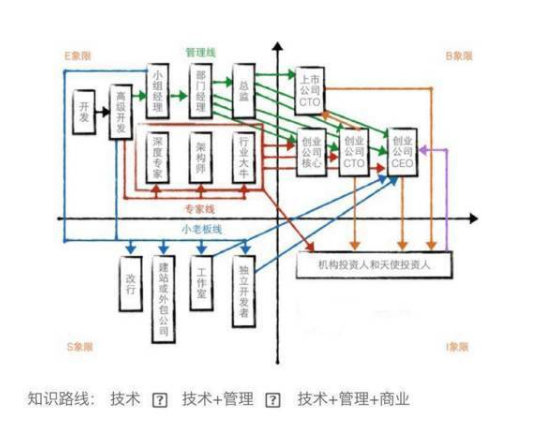 E象限
管理线
B象限
开发
高级开发
小组经理
部门经理
总监
上市公司CTO
深度专家
架构师
行业大牛
创业公司核心
创业公司CTO
创业公司CEO
专家线
小老板线
改行
建站或外包公司
工作室
独立开发者
机构投资人和天使投资人
S象限
I象限
知识路线： 技术 ? 技术+管理 ? 技术+管理+商业